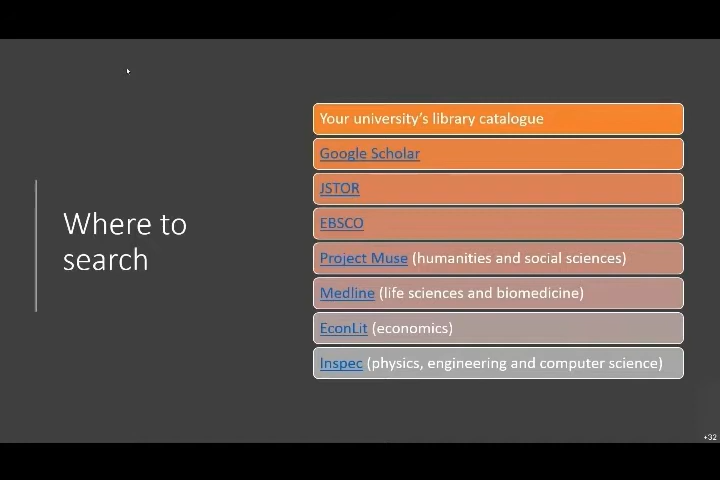 Where to
search
Your university's library catalogue
Google Scholar
JSTOR
EBSCO
Project Muse (humanities and social sciences)
Medline (life sciences and biomedicine)
EconLit (economics)
Inspec (physics, engineering and computer science)
+32